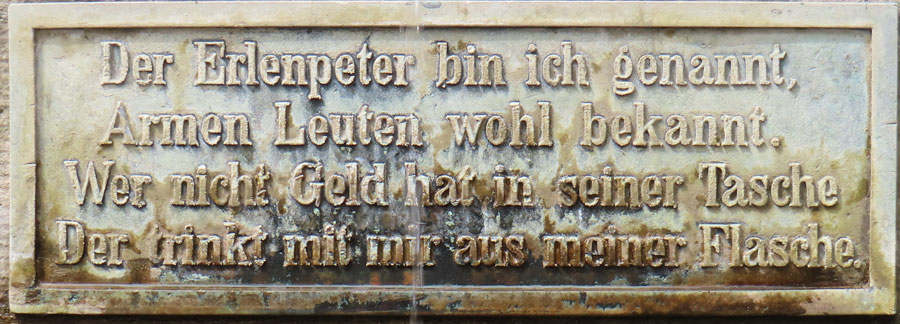 Der Erlenpeter bin ich genannt,
Armen Leuten wohl bekannt.
Wer nicht Geld hat in seiner Tasche
Der trinkt mit mir aus meiner Flasche.